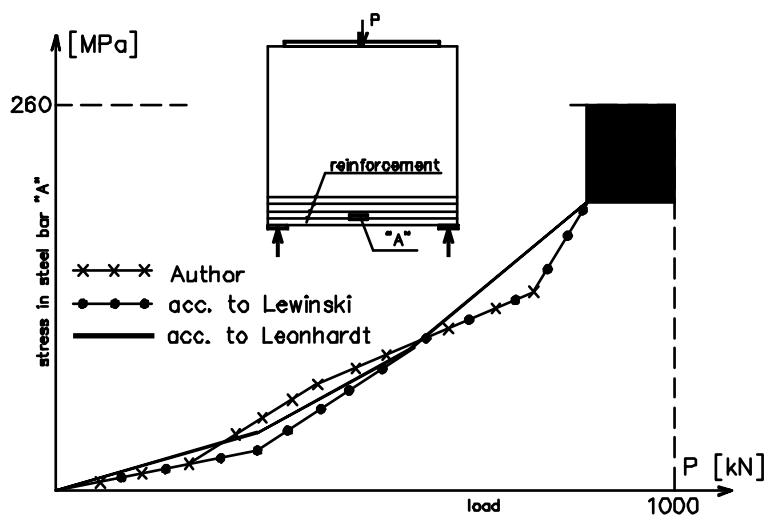 P
[MPa]
260
reinforcement
"A"
stress in steel bar "A"
Author
acc. to Lewinski
acc. to Leonhardt
P [kN]
load
1000